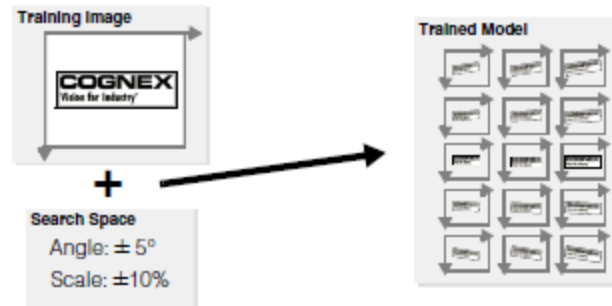 Training Image
COGNEX
Vision for Industry
+
Search Space
Angle: ± 5°
Scale: ±10%
Trained Model